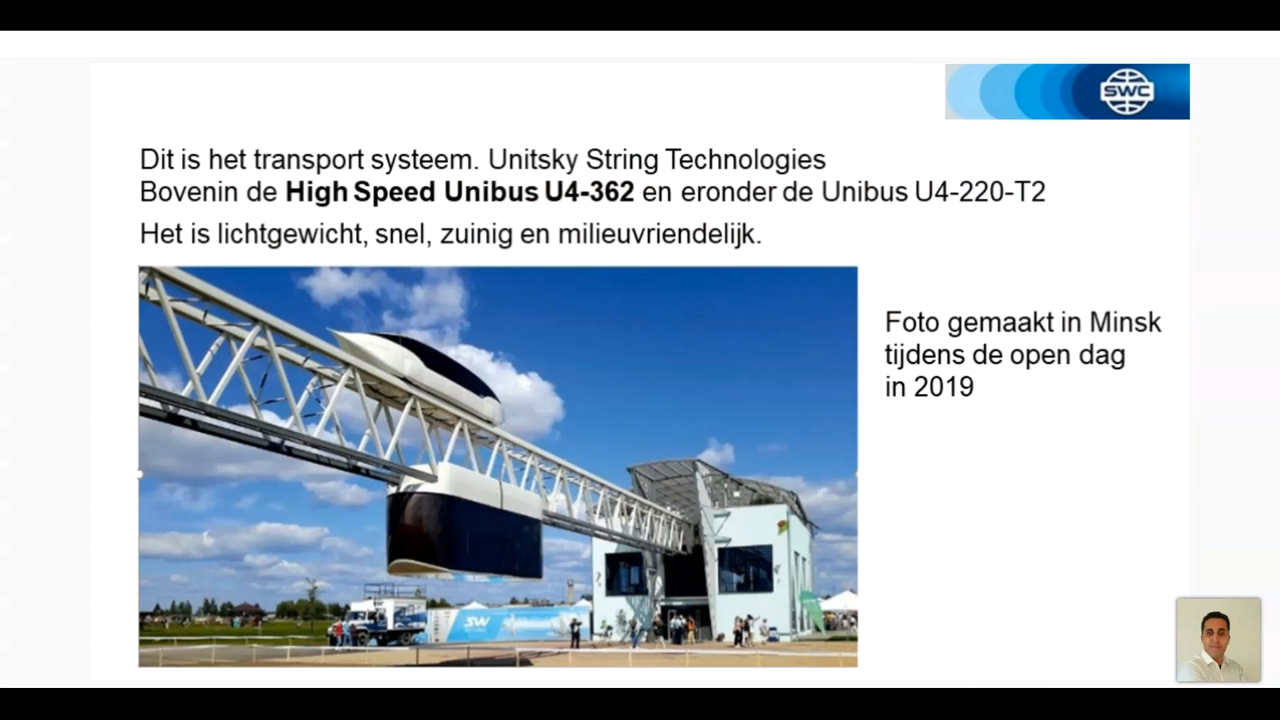 SWC
Dit is het transport systeem. Unitsky String Technologies
Bovenin de High Speed Unibus U4-362 en eronder de Unibus U4-220-T2
Het is lichtgewicht, snel, zuinig en milieuvriendelijk.
Foto gemaakt in Minsk
tijdens de open dag
in 2019
SW